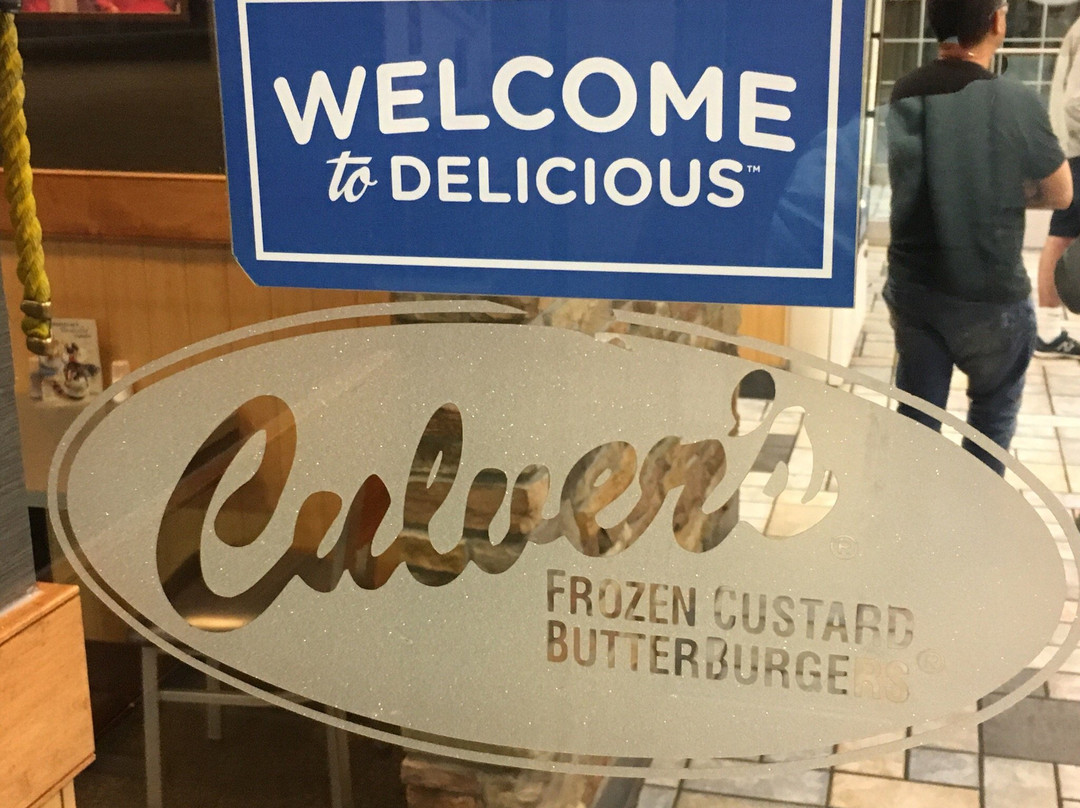 WELCOME
to DELICIOUS™
Culver's®
FROZEN CUSTARD
BUTTERBURGERS®